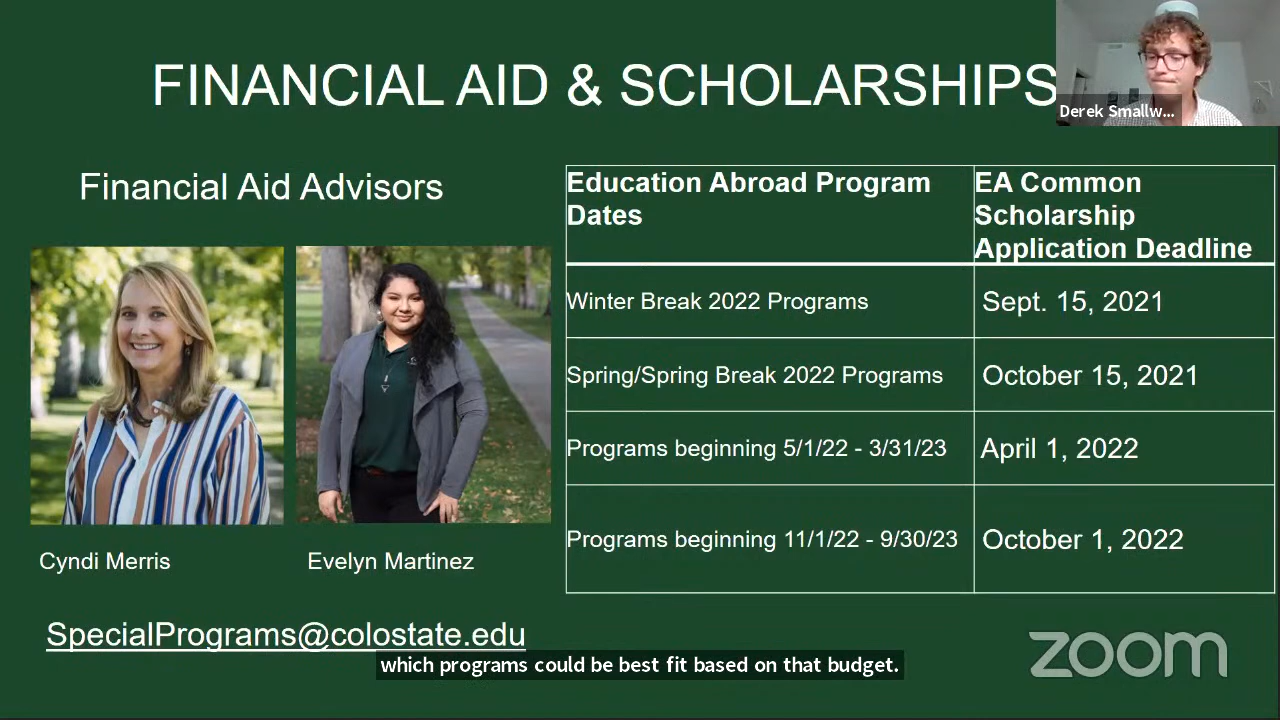 FINANCIAL AID & SCHOLARSHIPS
Derek Smallw...
Financial Aid Advisors
Cyndi Merris
Evelyn Martinez
SpecialPrograms@colostate.edu
Education Abroad Program
Dates
EA Common
Scholarship
Application Deadline
Winter Break 2022 Programs
Sept. 15, 2021
Spring/Spring Break 2022 Programs
October 15, 2021
Programs beginning 5/1/22 - 3/31/23
April 1, 2022
Programs beginning 11/1/22 - 9/30/23
October 1, 2022
which programs could be best fit based on that budget.
zoom